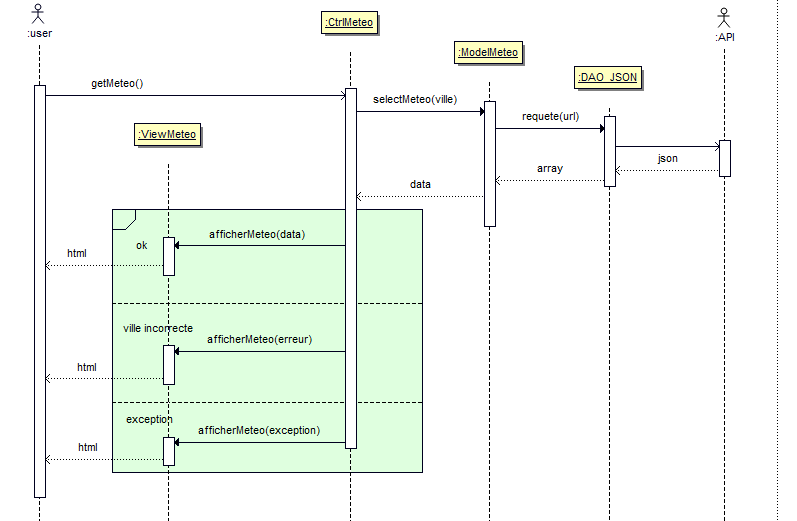 :user
:CtrlMeteo
:API
:ModelMeteo
:DAO_JSON
getMeteo()
selectMeteo(ville)
requete(url)
:ViewMeteo
json
array
data
afficherMeteo(data)
ok
html
ville incorrecte
afficherMeteo(erreur)
html
exception
afficherMeteo(exception)
html